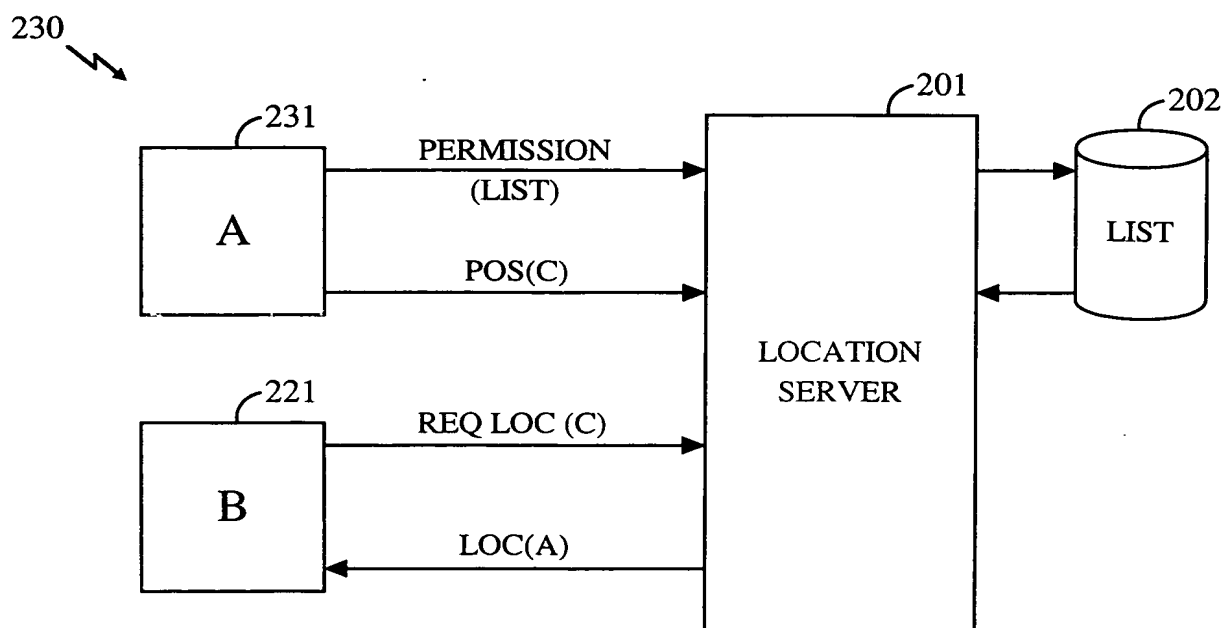 230
231
201
202
PERMISSION
(LIST)
A
LIST
POS(C)
LOCATION
SERVER
221
REQ LOC (C)
B
LOC(A)